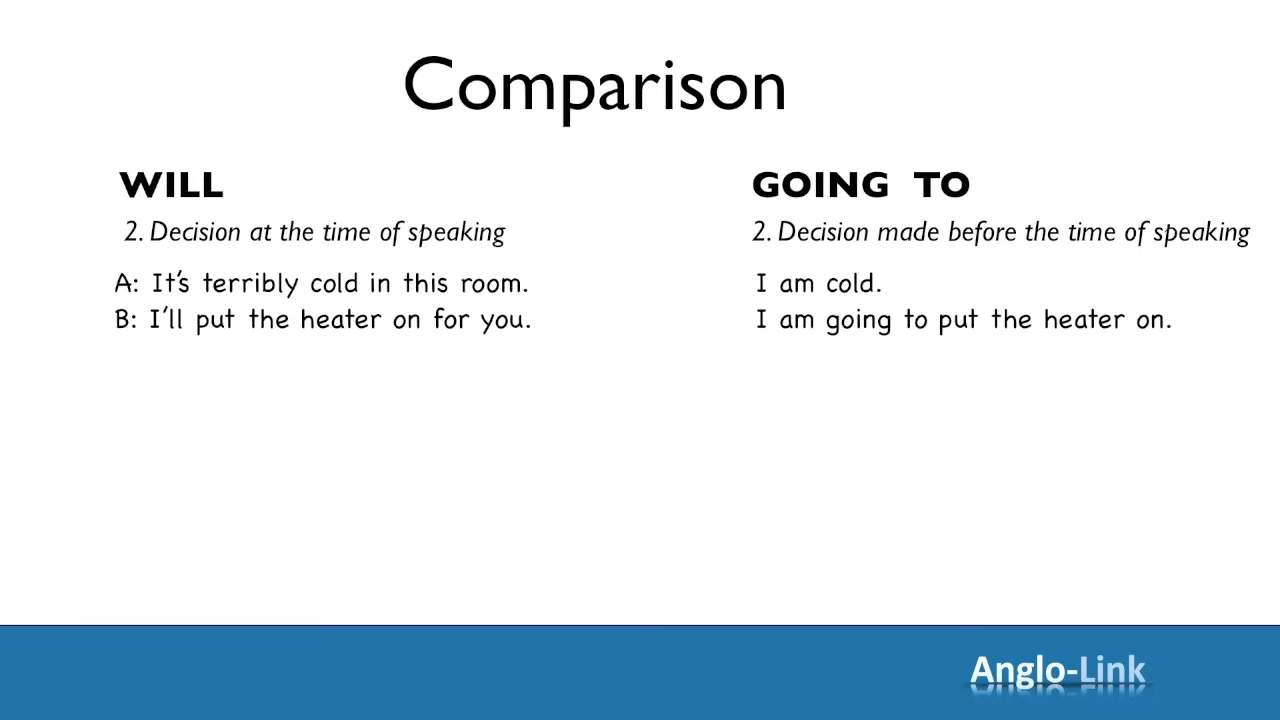 Comparison
WILL
2. Decision at the time of speaking
A: It's terribly cold in this room.
B: I'll put the heater on for you.
GOING TO
2. Decision made before the time of speaking
I am cold.
I am going to put the heater on.
Anglo-Link